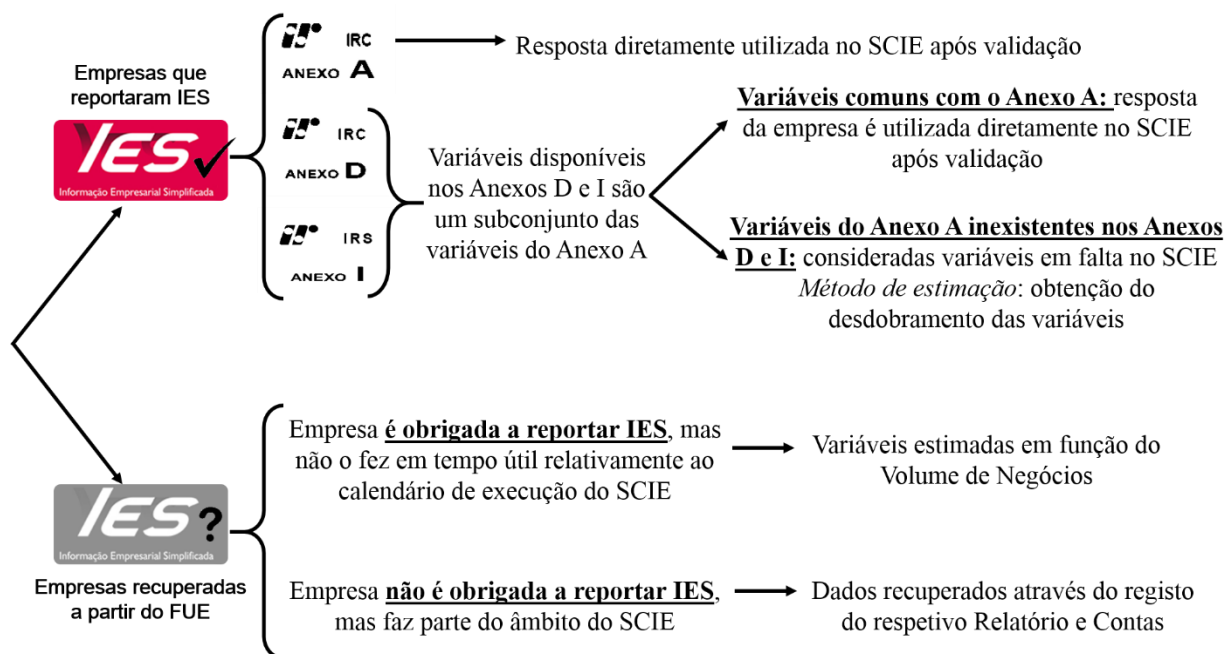 Empresas que
reportaram IES
IES
Informação Empresarial Simplificada
IRC
ANEXO A
IRC
ANEXO D
IRS
ANEXO I
Resposta diretamente utilizada no SCIE após validação
Variáveis disponíveis
nos Anexos D e I são
um subconjunto das
variáveis do Anexo A
Variáveis comuns com o Anexo A: resposta
da empresa é utilizada diretamente no SCIE
após validação
Variáveis do Anexo A inexistentes nos Anexos
D e I: consideradas variáveis em falta no SCIE
Método de estimação: obtenção do
desdobramento das variáveis
IES ?
Informação Empresarial Simplificada
Empresas recuperadas
a partir do FUE
Empresa é obrigada a reportar IES, mas
não o fez em tempo útil relativamente ao
calendário de execução do SCIE
Variáveis estimadas em função do
Volume de Negócios
Empresa não é obrigada a reportar IES,
mas faz parte do âmbito do SCIE
Dados recuperados através do registo
do respetivo Relatório e Contas